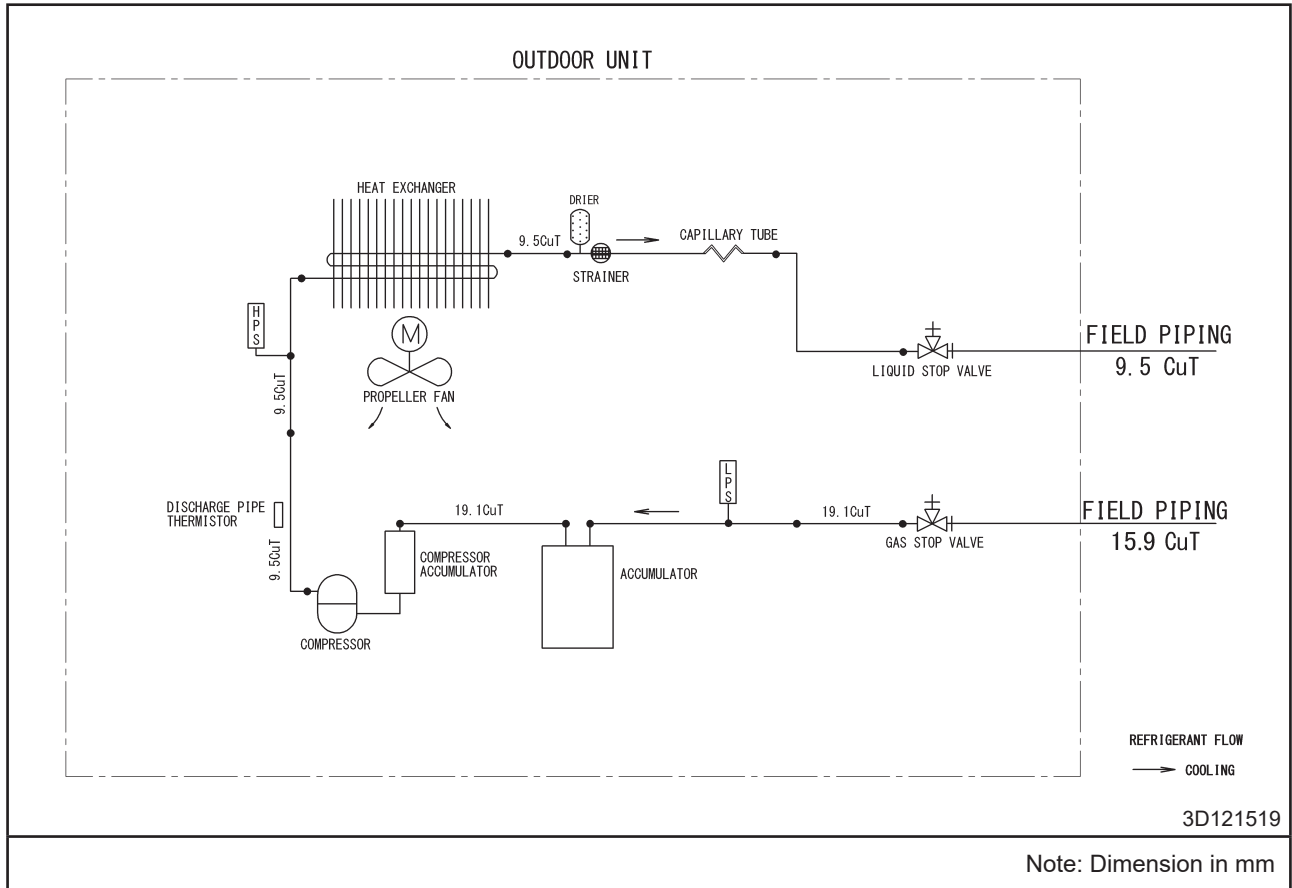 OUTDOOR UNIT
HEAT EXCHANGER
DRIER
9.5CuT
CAPILLARY TUBE
STRAINER
HPS
M
FIELD PIPING
9.5 CuT
LIQUID STOP VALVE
9.5CuT
PROPELLER FAN
LPS
DISCHARGE PIPE
THERMISTOR
19.1CuT
19.1CuT
FIELD PIPING
15.9 CuT
GAS STOP VALVE
9.5CuT
COMPRESSOR
ACCUMULATOR
ACCUMULATOR
COMPRESSOR
REFRIGERANT FLOW
COOLING
3D121519
Note: Dimension in mm